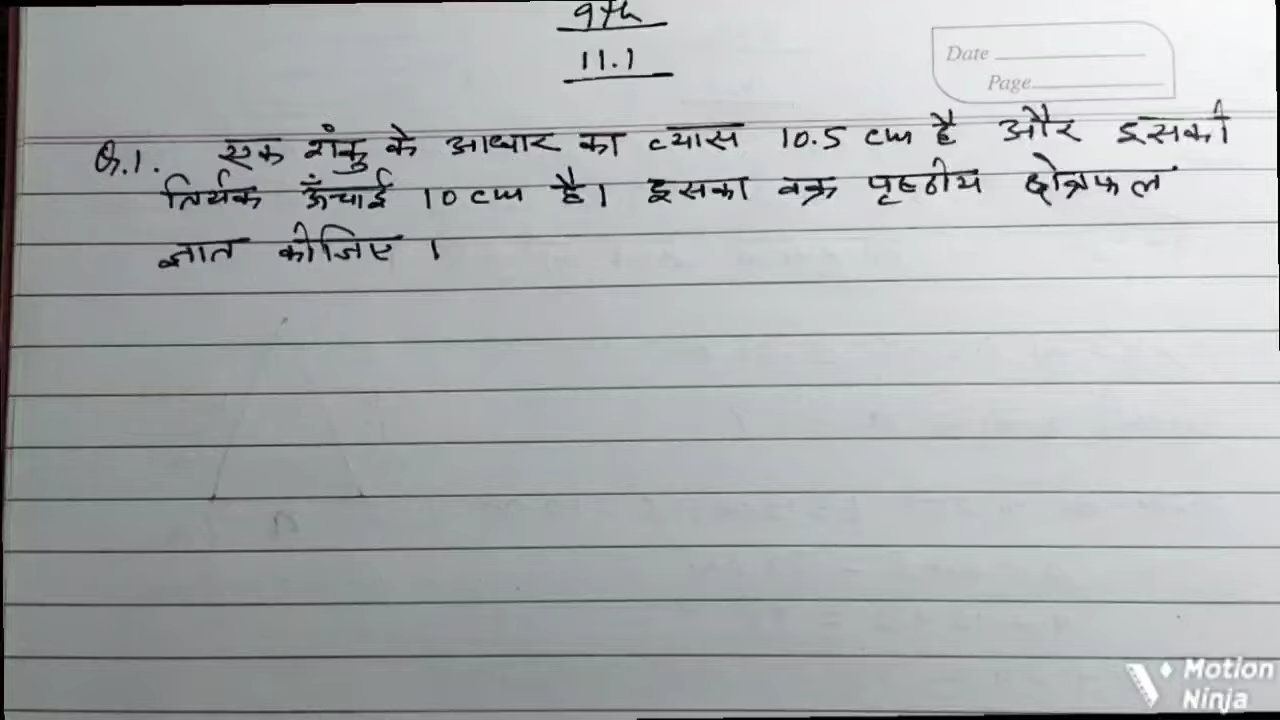 9th
11.1
Date
Page
Q.1. एक शंकु के आधार का व्यास 10.5 cm है और इसकी
तिर्यक ऊँचाई 10 cm है। इसका वक्र पृष्ठीय क्षेत्रफल
ज्ञात कीजिए ।
Motion
Ninja